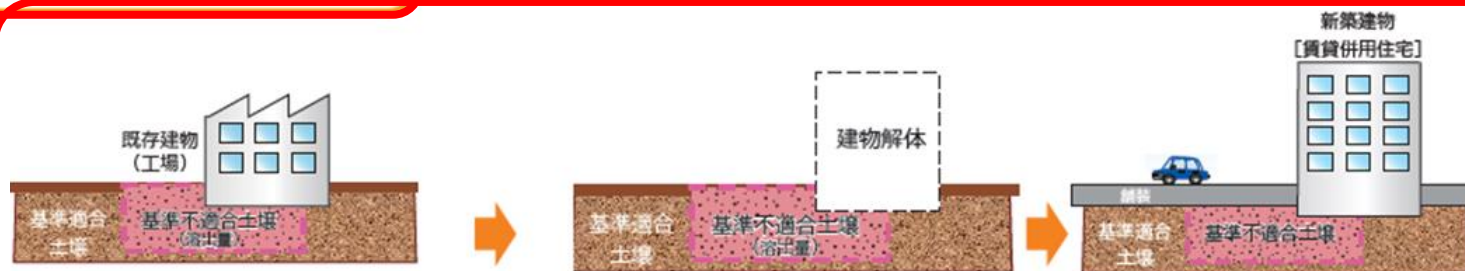 既存建物
(工場)
基準適合
土壌
基準不適合土壌
(溶出量)
建物解体
基準適合
土壌
基準不適合土壌
(溶出量)
新築建物
[賃貸併用住宅]
舗装
基準適合
土壌
基準不適合土壌